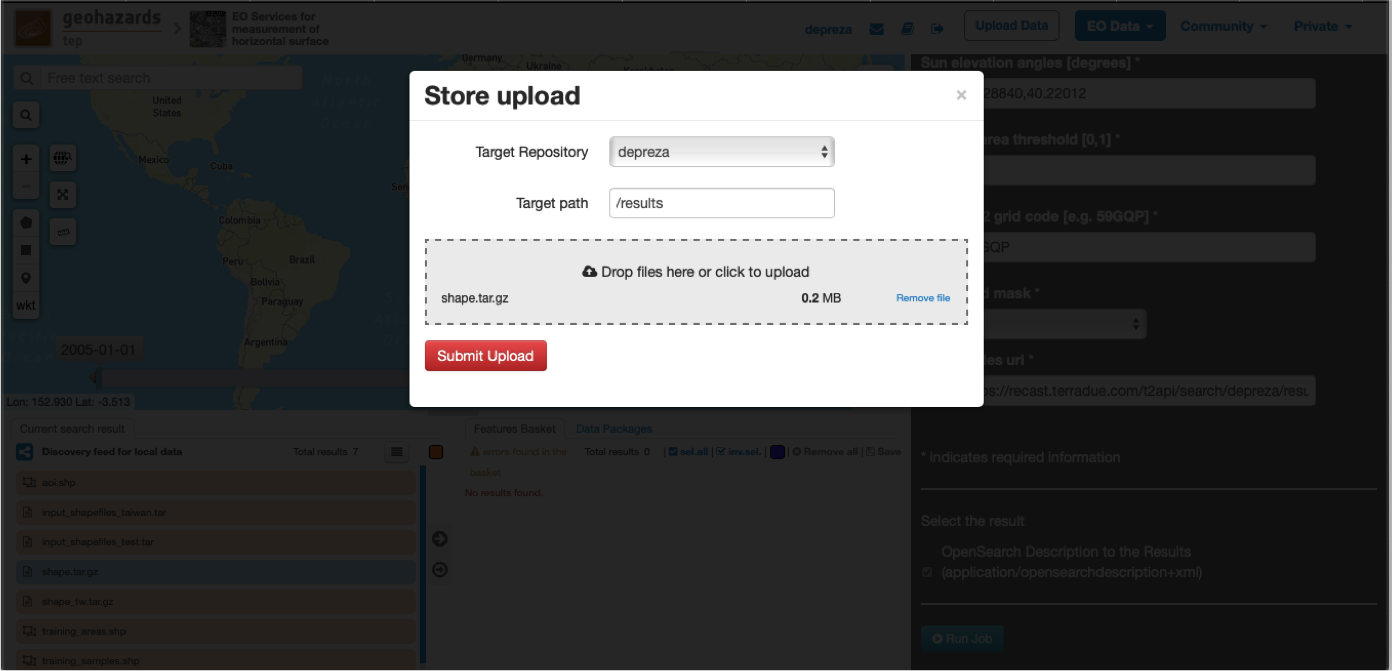 geohazards
tep
EO Services for
measurement of
horizontal surface
depreza
Upload Data
EO Data
Community
Private
Free text search
Germany
Ukraine
Kazakhstan
United
States
Mexico
Cuba
Colombia
Peru
Brazil
Bolivia
Paraguay
Argentina
wkt
2005-01-01
Lon: 152.930 Lat: -3.513
Store upload
×
Target Repository
depreza
Target path
/results
Drop files here or click to upload
shape.tar.gz
0.2 MB
Remove file
Submit Upload
Sun elevation angles [degrees] *
28840,40.22012
area threshold [0,1] *
2 grid code [e.g. 59GQP] *
GQP
mask *
uri *
://recast.terradue.com/t2api/search/depreza/resu
* indicates required information
Select the result
OpenSearch Description to the Results
(application/opensearchdescription+xml)
Run Job
Current search result
Discovery feed for local data
Total results 7
aoi.shp
input_shapefiles_taiwan.tar
input_shapefiles_test.tar
shape.tar.gz
shape_tw.tar.gz
training_areas.shp
training_samples.shp
Features Basket
Data Packages
errors found in the
basket
Total results 0
| sel.all | inv.sel. | | Remove all | Save
No results found.